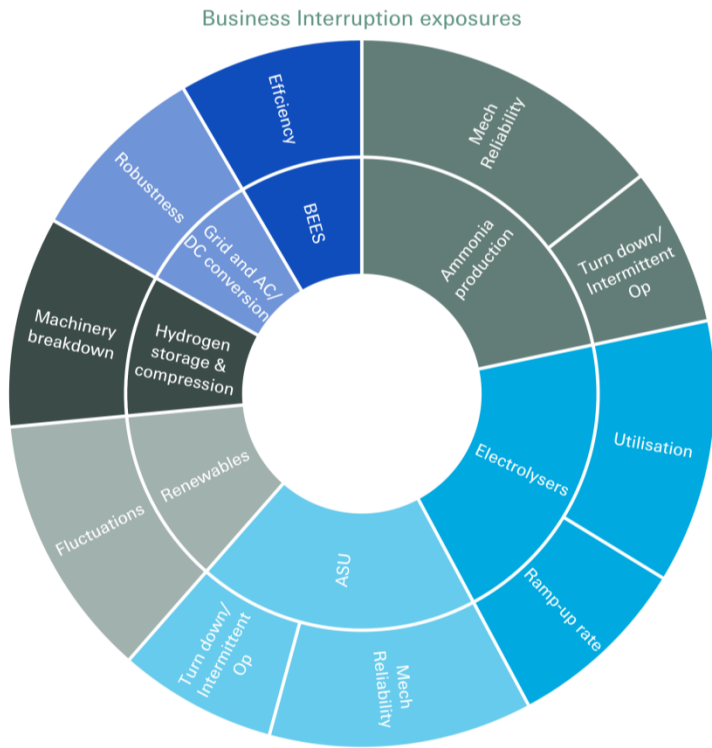 Business Interruption exposures
Effciency
BEES
Mech
Reliability
Ammonia
production
Turn down/
Intermittent
Op
Robustness
Grid and AC/
DC conversion
Machinery
breakdown
Hydrogen
storage &
compression
Electrolysers
Utilisation
Ramp-up rate
Renewables
Fluctuations
ASU
Mech
Reliability
Turn down/
Intermittent
Op